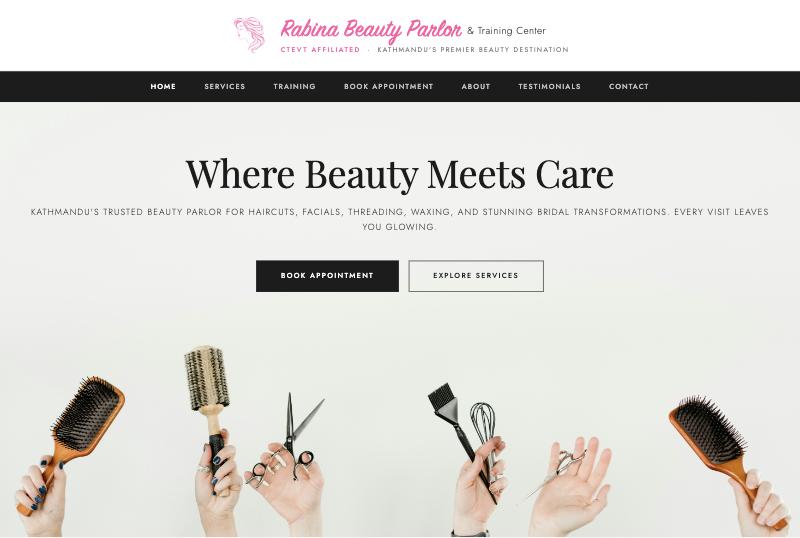 Rabina Beauty Parlor & Training Center
CTEVT AFFILIATED · KATHMANDU'S PREMIER BEAUTY DESTINATION
HOME SERVICES TRAINING BOOK APPOINTMENT ABOUT TESTIMONIALS CONTACT
Where Beauty Meets Care
KATHMANDU'S TRUSTED BEAUTY PARLOR FOR HAIRCUTS, FACIALS, THREADING, WAXING, AND STUNNING BRIDAL TRANSFORMATIONS. EVERY VISIT LEAVES
YOU GLOWING.
BOOK APPOINTMENT EXPLORE SERVICES